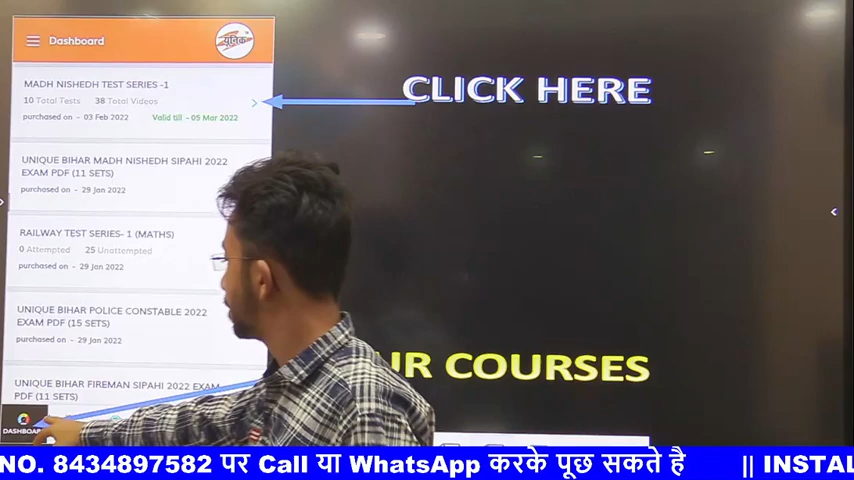 Dashboard
यूनिक
MADH NISHEDH TEST SERIES -1
10 Total Tests 38 Total Videos
purchased on - 03 Feb 2022 Valid till - 05 Mar 2022
CLICK HERE
UNIQUE BIHAR MADH NISHEDH SIPAHI 2022
EXAM PDF (11 SETS)
purchased on - 29 Jan 2022
RAILWAY TEST SERIES- 1 (MATHS)
0 Attempted 25 Unattempted
purchased on - 29 Jan 2022
UNIQUE BIHAR POLICE CONSTABLE 2022
EXAM PDF (15 SETS)
purchased on - 29 Jan 2022
UR COURSES
UNIQUE BIHAR FIREMAN SIPAHI 2022 EXAM
PDF (11 SETS)
DASHBOA
NO. 8434897582 पर Call या WhatsApp करके पूछ सकते है || INSTAL